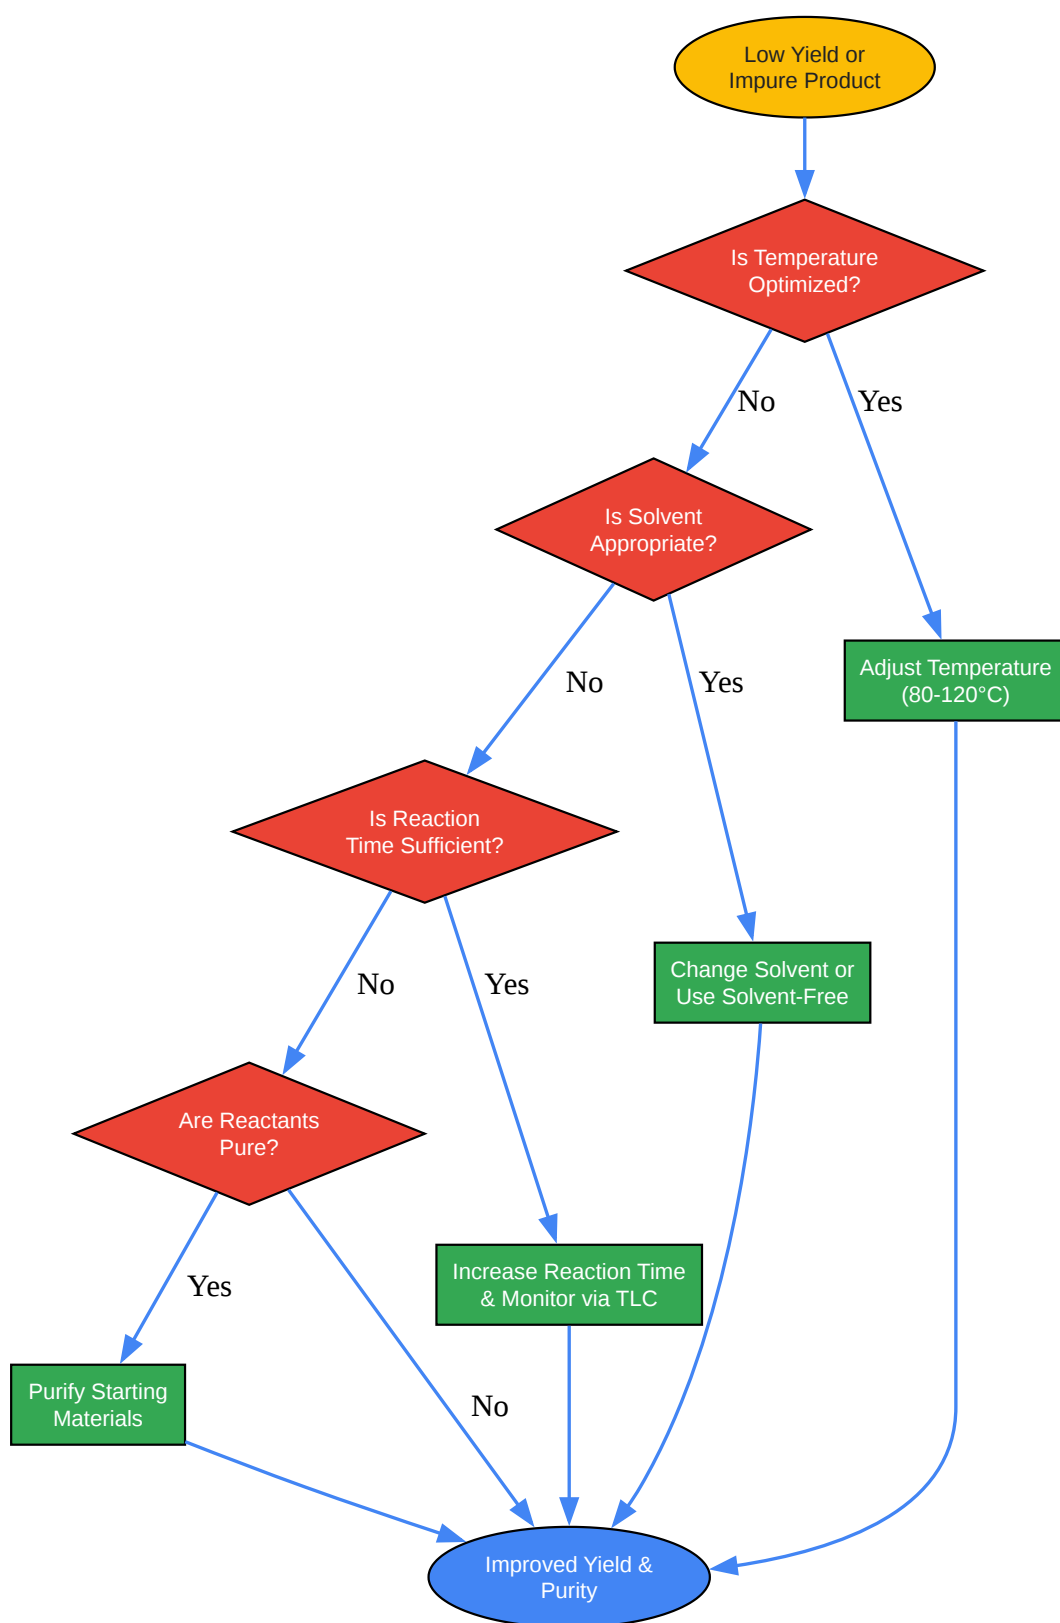 Low Yield or
Impure Product
Is Temperature
Optimized?
No
Yes
Is Solvent
Appropriate?
No
Yes
Adjust Temperature
(80-120°C)
Is Reaction
Time Sufficient?
No
Yes
Change Solvent or
Use Solvent-Free
Are Reactants
Pure?
Yes
No
Increase Reaction Time
& Monitor via TLC
Purify Starting
Materials
Improved Yield &
Purity